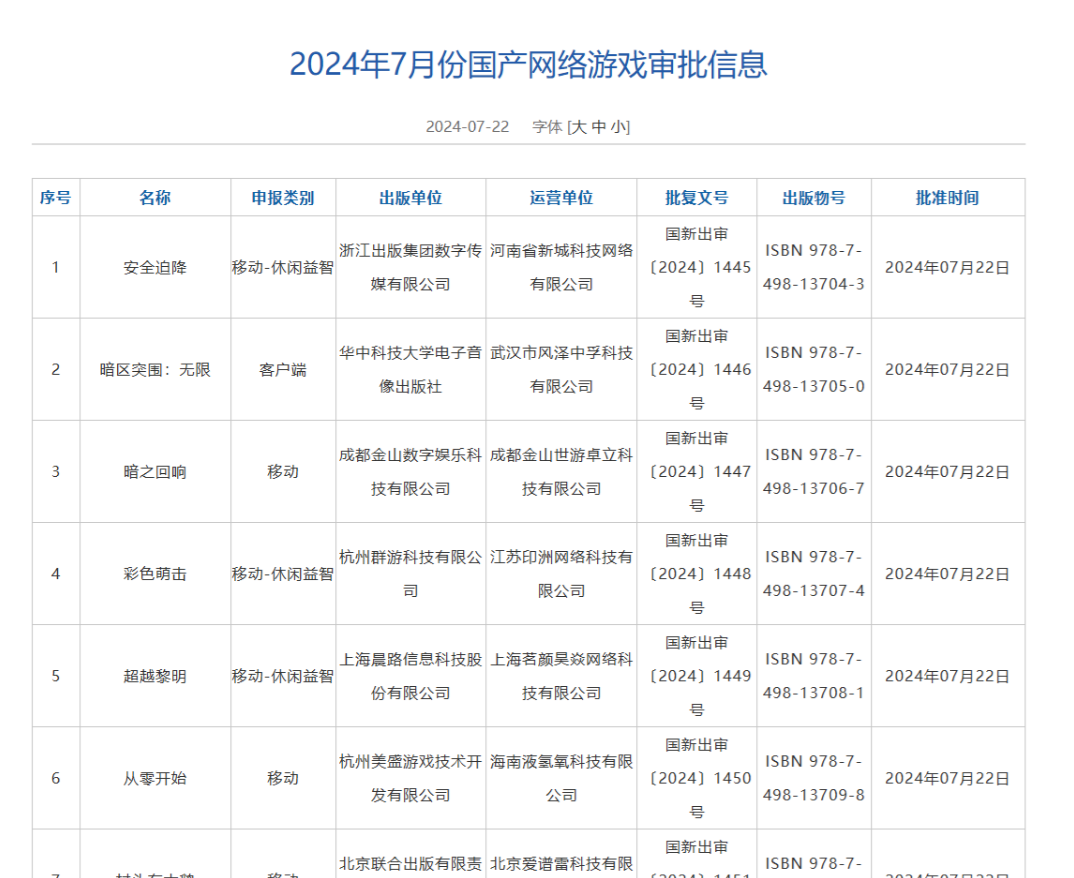 2024年7月份国产网络游戏审批信息
2024-07-22 字体 [大 中 小]
序号 名称 申报类别 出版单位 运营单位 批复文号 出版物号 批准时间
1 安全迫降 移动-休闲益智 浙江出版集团数字传媒有限公司 河南省新城科技网络有限公司 国新出审〔2024〕1445号 ISBN 978-7-498-13704-3 2024年07月22日
2 暗区突围：无限 客户端 华中科技大学电子音像出版社 武汉市风泽中孚科技有限公司 国新出审〔2024〕1446号 ISBN 978-7-498-13705-0 2024年07月22日
3 暗之回响 移动 成都金山数字娱乐科技有限公司 成都金山世游卓立科技有限公司 国新出审〔2024〕1447号 ISBN 978-7-498-13706-7 2024年07月22日
4 彩色萌击 移动-休闲益智 杭州群游科技有限公司 江苏印洲网络科技有限公司 国新出审〔2024〕1448号 ISBN 978-7-498-13707-4 2024年07月22日
5 超越黎明 移动-休闲益智 上海晨路信息科技股份有限公司 上海茗颜昊焱网络科技有限公司 国新出审〔2024〕1449号 ISBN 978-7-498-13708-1 2024年07月22日
6 从零开始 移动 杭州美盛游戏技术开发有限公司 海南液氢氧科技有限公司 国新出审〔2024〕1450号 ISBN 978-7-498-13709-8 2024年07月22日
北京联合出版有限责 北京爱谱雷科技有限 国新出审 ISBN 978-7-